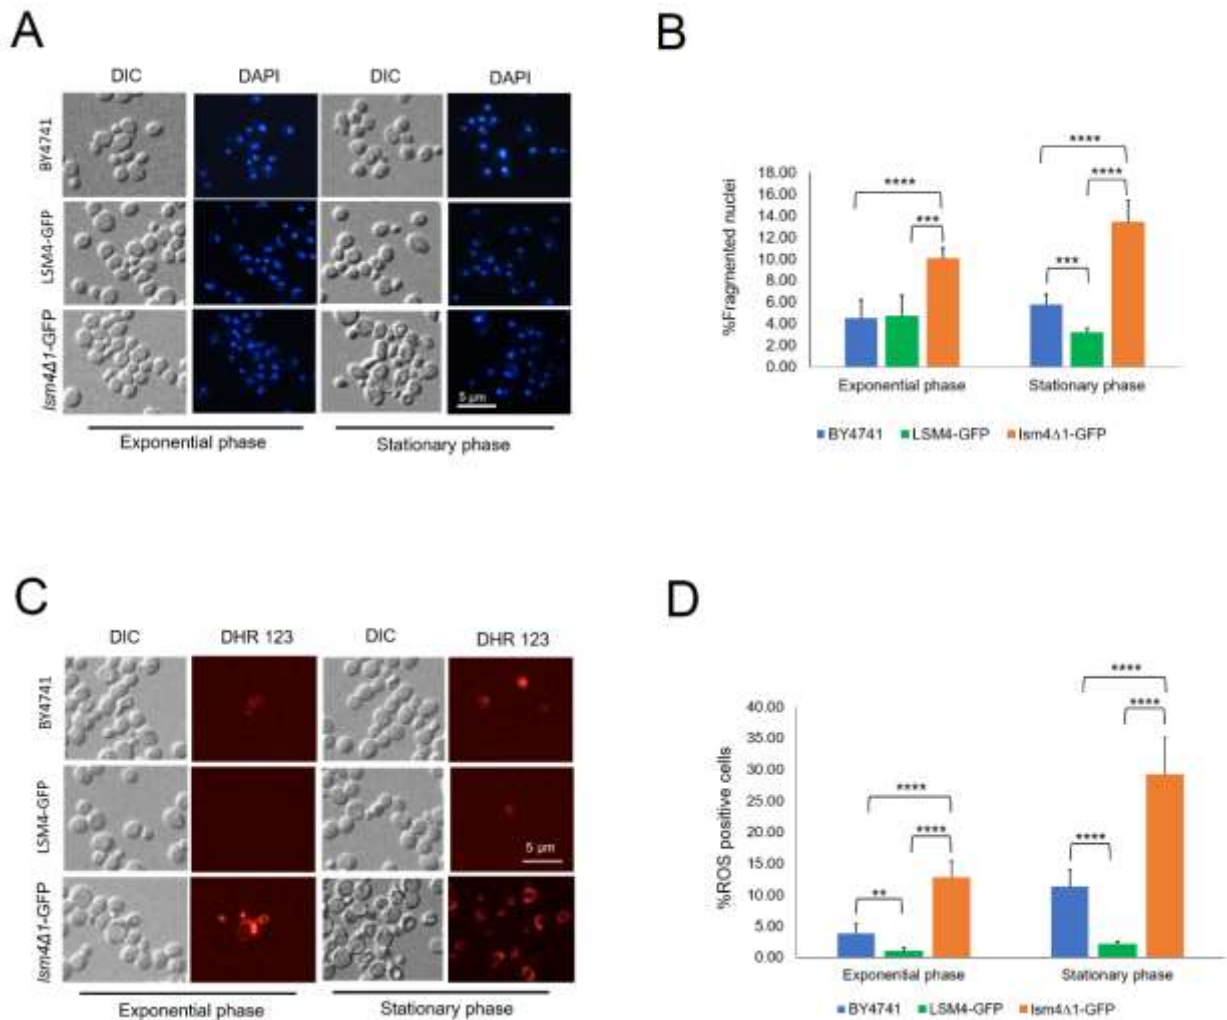 A
DIC DAPI DIC DAPI
BY4741
LSM4-GFP
lsm4Δ1-GFP
5 µm
Exponential phase Stationary phase
B
%Fragmented nuclei
18.00
16.00
14.00
12.00
10.00
8.00
6.00
4.00
2.00
0.00
****
***
****
****
***
Exponential phase Stationary phase
BY4741 LSM4-GFP lsm4Δ1-GFP
C
DIC DHR 123 DIC DHR 123
BY4741
LSM4-GFP
5 µm
lsm4Δ1-GFP
Exponential phase Stationary phase
D
%ROS positive cells
40.00
35.00
30.00
25.00
20.00
15.00
10.00
5.00
0.00
****
****
**
****
****
****
Exponential phase Stationary phase
BY4741 LSM4-GFP lsm4Δ1-GFP